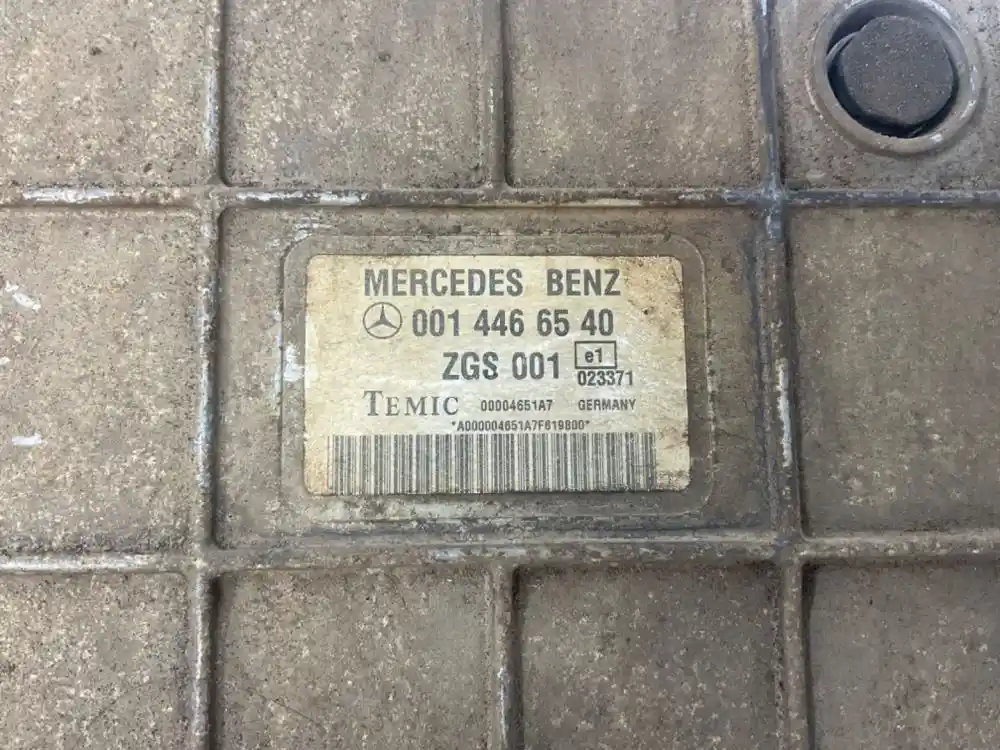 MERCEDES BENZ
001 446 65 40
ZGS 001 e1
023371
TEMIC 00004651A7 GERMANY
*A000004651A7F619800*